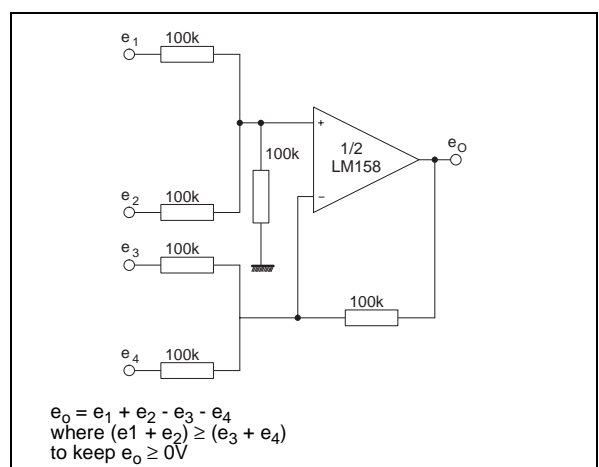 e1
100k
100k
+
1/2
LM158
-
eO
e2
100k
e3
100k
100k
e4
100k
eo = e1 + e2 - e3 - e4
where (e1 + e2) ≥ (e3 + e4)
to keep eo ≥ 0V